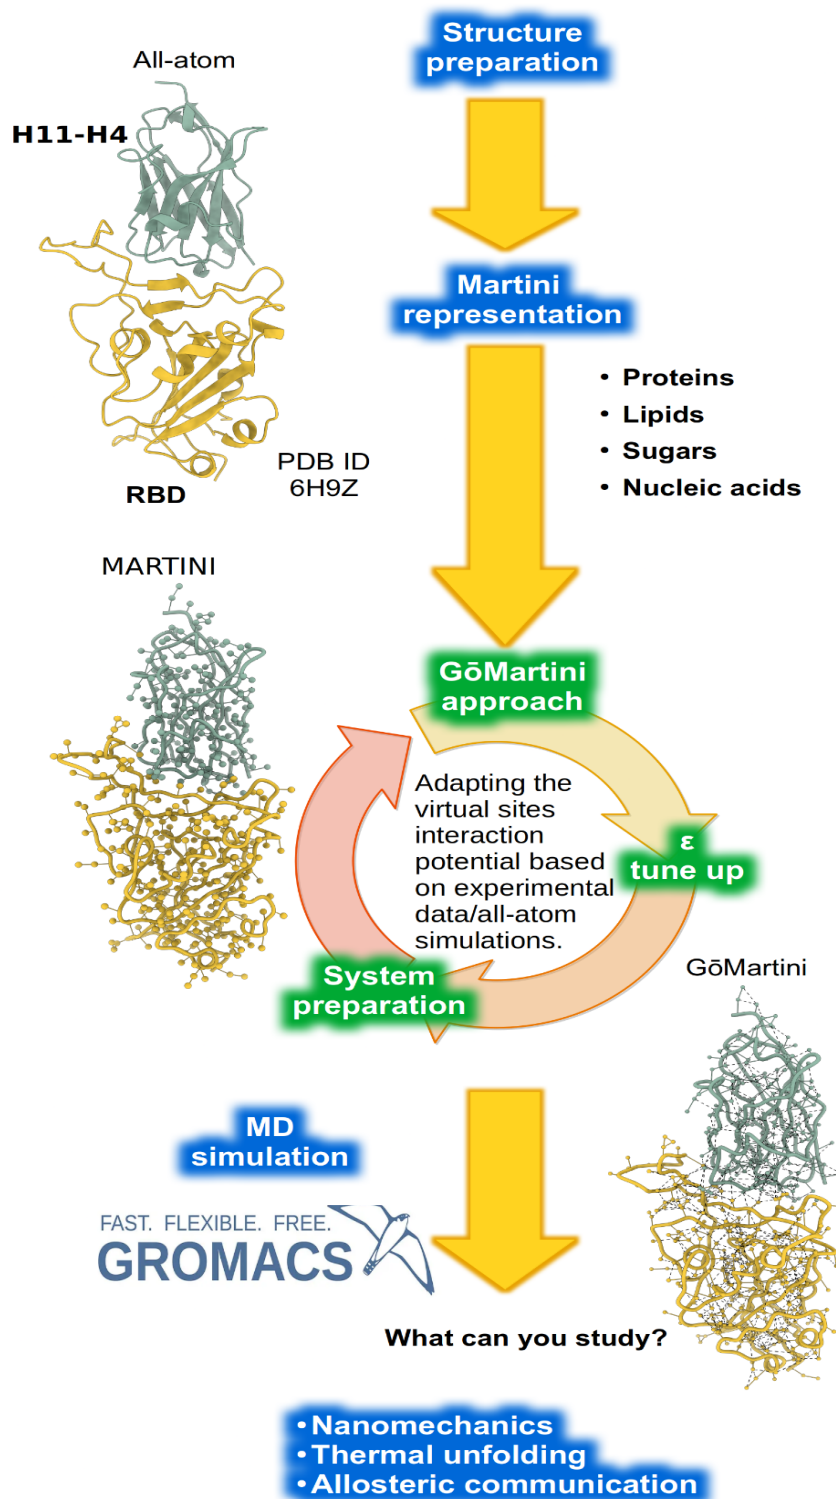 Structure
preparation
All-atom
H11-H4
Martini
representation
• Proteins
• Lipids
• Sugars
• Nucleic acids
PDB ID
6H9Z
RBD
MARTINI
GōMartini
approach
Adapting the
virtual sites
interaction
potential based
on experimental
data/all-atom
simulations.
ε
tune up
System
preparation
GōMartini
MD
simulation
FAST. FLEXIBLE. FREE.
GROMACS
What can you study?
• Nanomechanics
• Thermal unfolding
• Allosteric communication